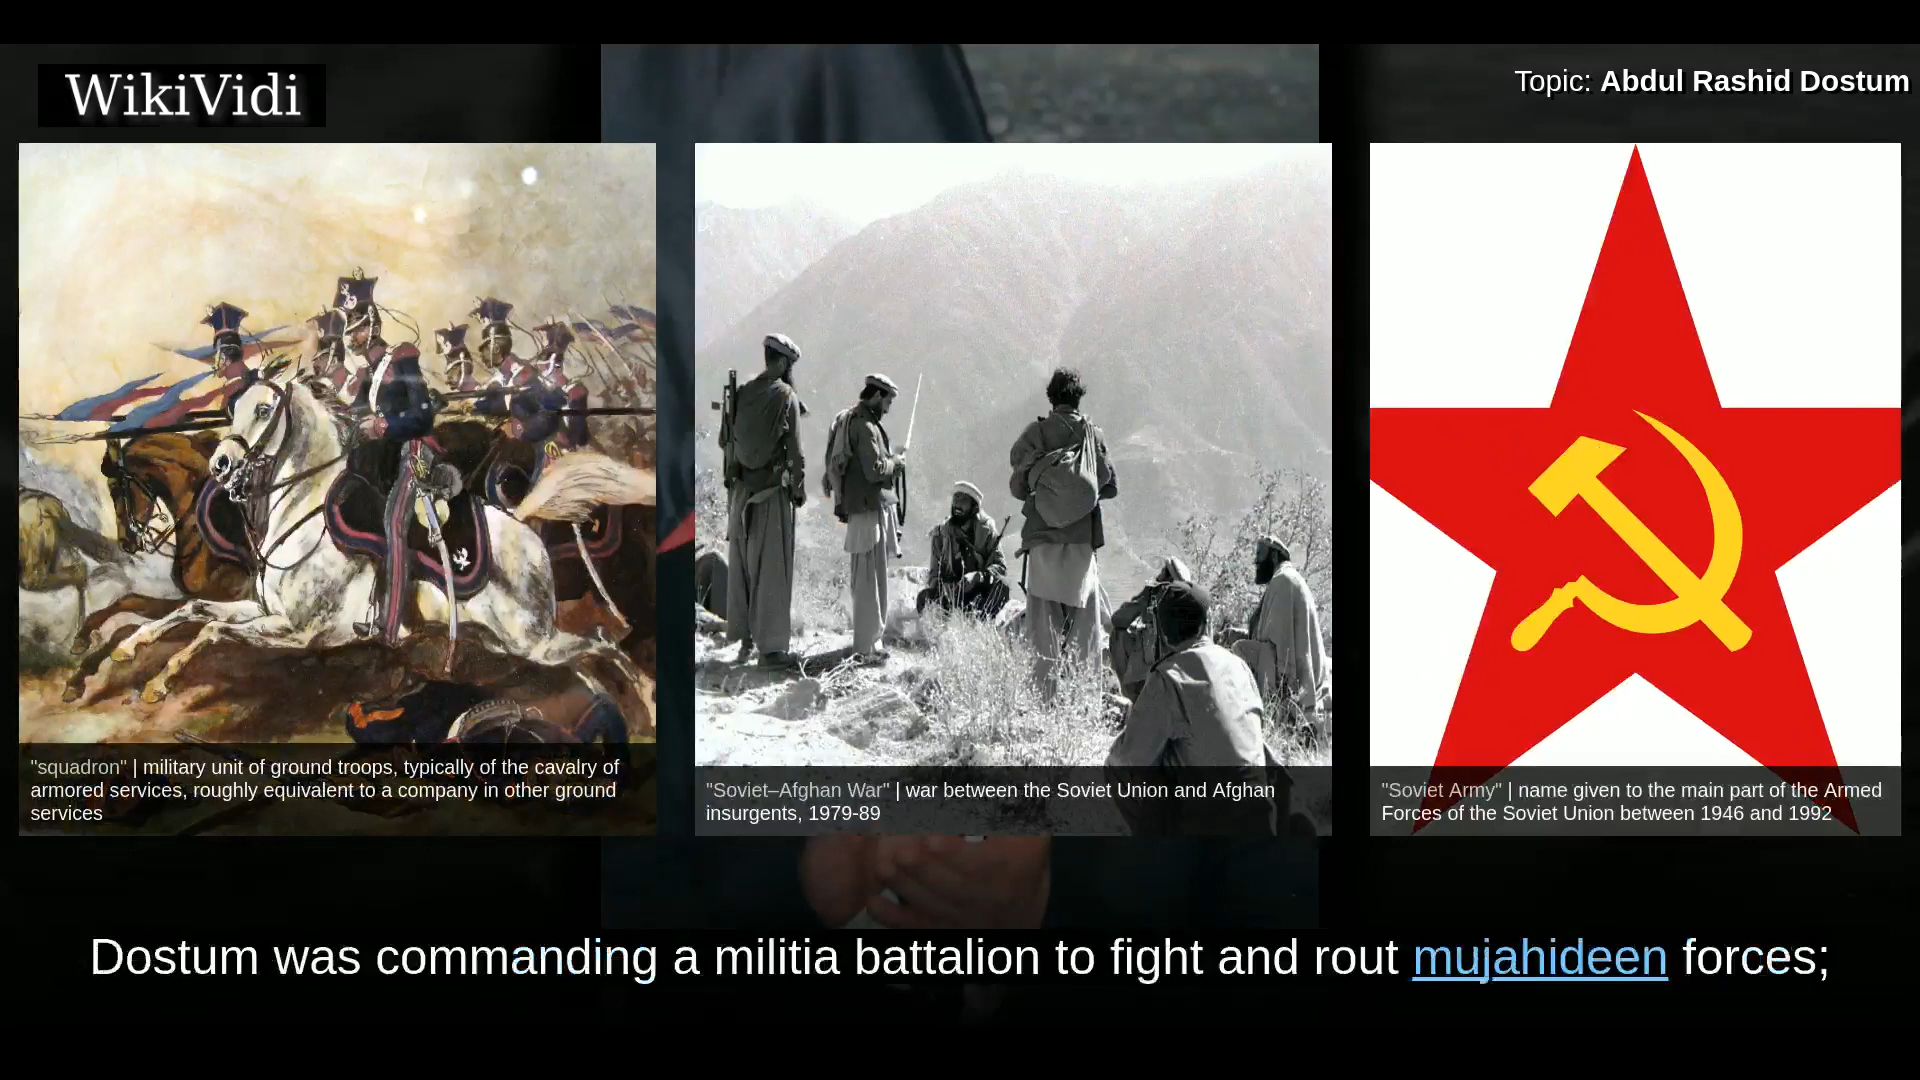 WikiVidi
Topic: Abdul Rashid Dostum
"squadron" | military unit of ground troops, typically of the cavalry of
armored services, roughly equivalent to a company in other ground
services
"Soviet–Afghan War" | war between the Soviet Union and Afghan
insurgents, 1979-89
"Soviet Army" | name given to the main part of the Armed
Forces of the Soviet Union between 1946 and 1992
Dostum was commanding a militia battalion to fight and rout mujahideen forces;